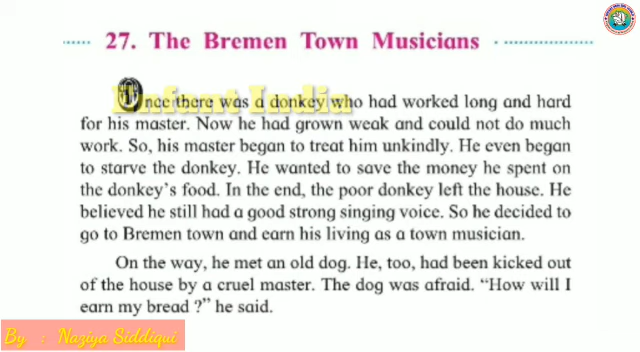 27. The Bremen Town Musicians
Infant India
Once there was a donkey who had worked long and hard
for his master. Now he had grown weak and could not do much
work. So, his master began to treat him unkindly. He even began
to starve the donkey. He wanted to save the money he spent on
the donkey's food. In the end, the poor donkey left the house. He
believed he still had a good strong singing voice. So he decided to
go to Bremen town and earn his living as a town musician.
On the way, he met an old dog. He, too, had been kicked out
of the house by a cruel master. The dog was afraid. “How will I
earn my bread ?” he said.
By : Naziya Siddiqui